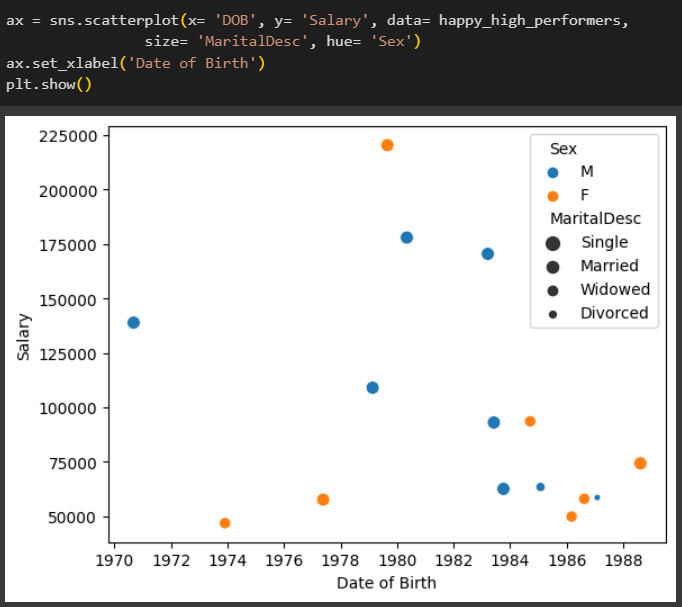 ax = sns.scatterplot(x= 'DOB', y= 'Salary', data= happy_high_performers,
size= 'MaritalDesc', hue= 'Sex')
ax.set_xlabel('Date of Birth')
plt.show()
225000
200000
175000
150000
125000
100000
75000
50000
Salary
Sex
M
F
MaritalDesc
Single
Married
Widowed
Divorced
1970 1972 1974 1976 1978 1980 1982 1984 1986 1988
Date of Birth